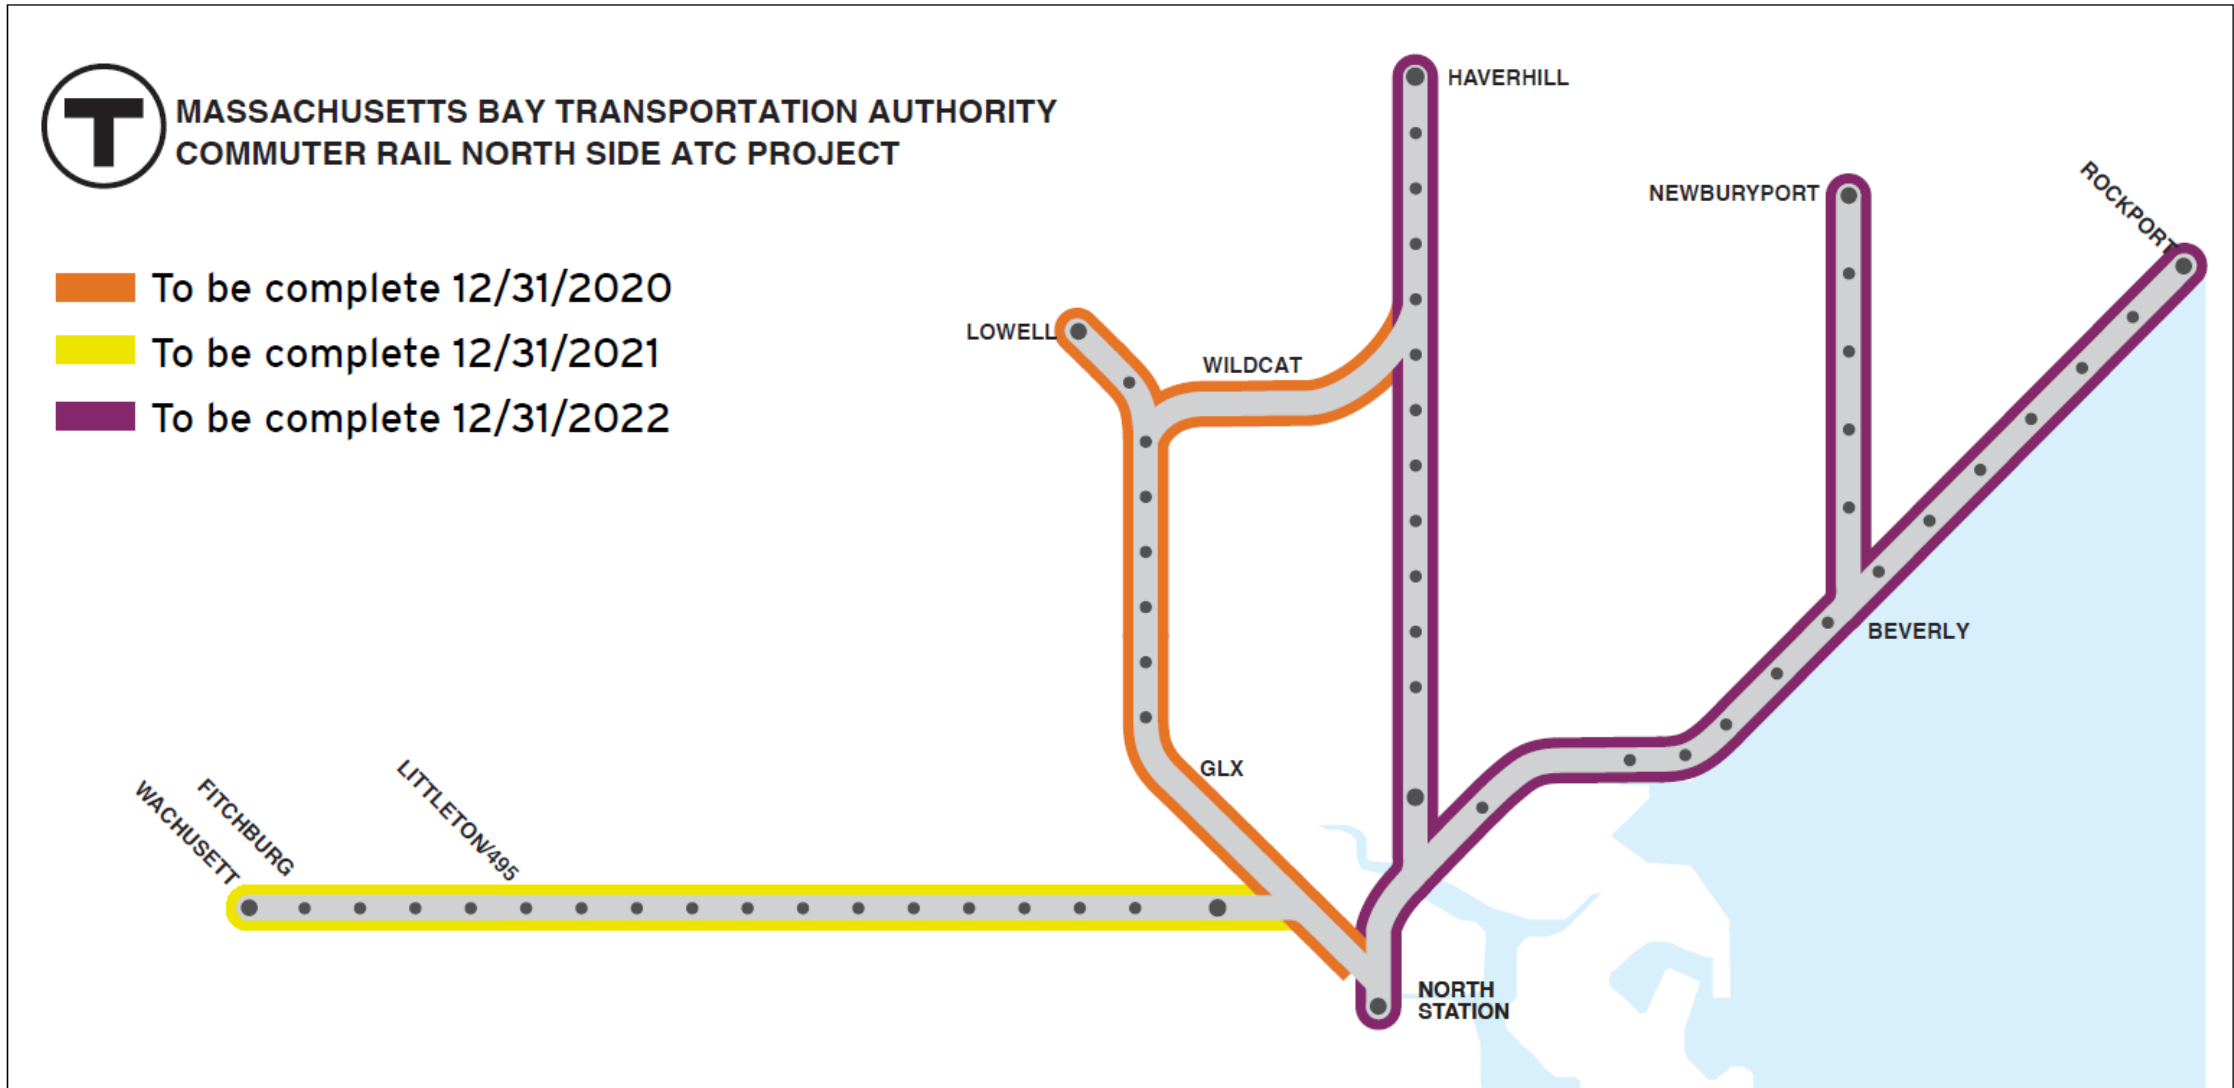 T
MASSACHUSETTS BAY TRANSPORTATION AUTHORITY
COMMUTER RAIL NORTH SIDE ATC PROJECT
To be complete 12/31/2020
To be complete 12/31/2021
To be complete 12/31/2022
HAVERHILL
NEWBURYPORT
ROCKPORT
LOWELL
WILDCAT
BEVERLY
GLX
WACHUSETT
FITCHBURG
LITTLETON/495
NORTH
STATION